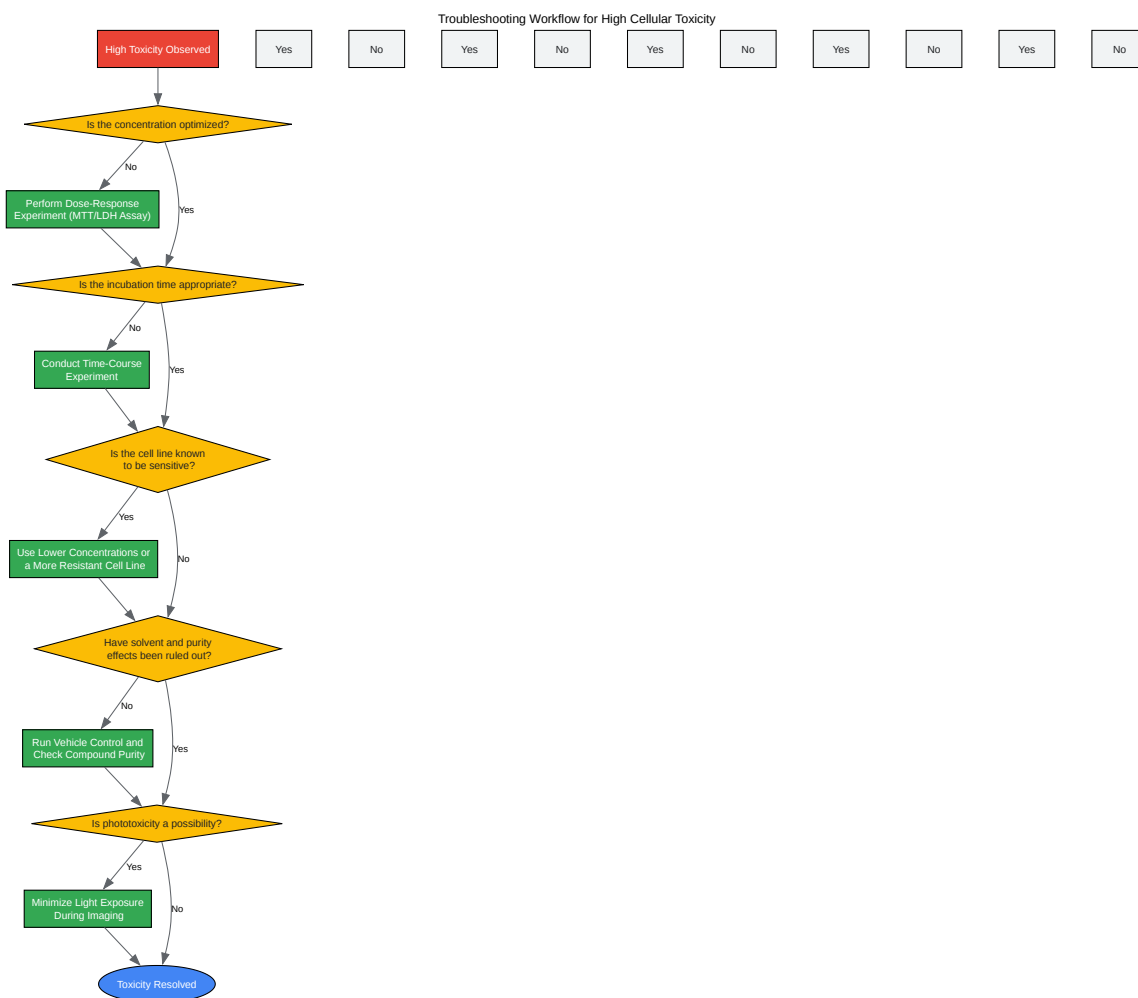 Troubleshooting Workflow for High Cellular Toxicity
High Toxicity Observed
Yes
No
Yes
No
Yes
No
Yes
No
Yes
No
Is the concentration optimized?
No
Perform Dose-Response
Experiment (MTT/LDH Assay)
Yes
Is the incubation time appropriate?
No
Conduct Time-Course
Experiment
Yes
Is the cell line known
to be sensitive?
Yes
Use Lower Concentrations or
a More Resistant Cell Line
No
Have solvent and purity
effects been ruled out?
No
Run Vehicle Control and
Check Compound Purity
Yes
Is phototoxicity a possibility?
Yes
Minimize Light Exposure
During Imaging
No
Toxicity Resolved